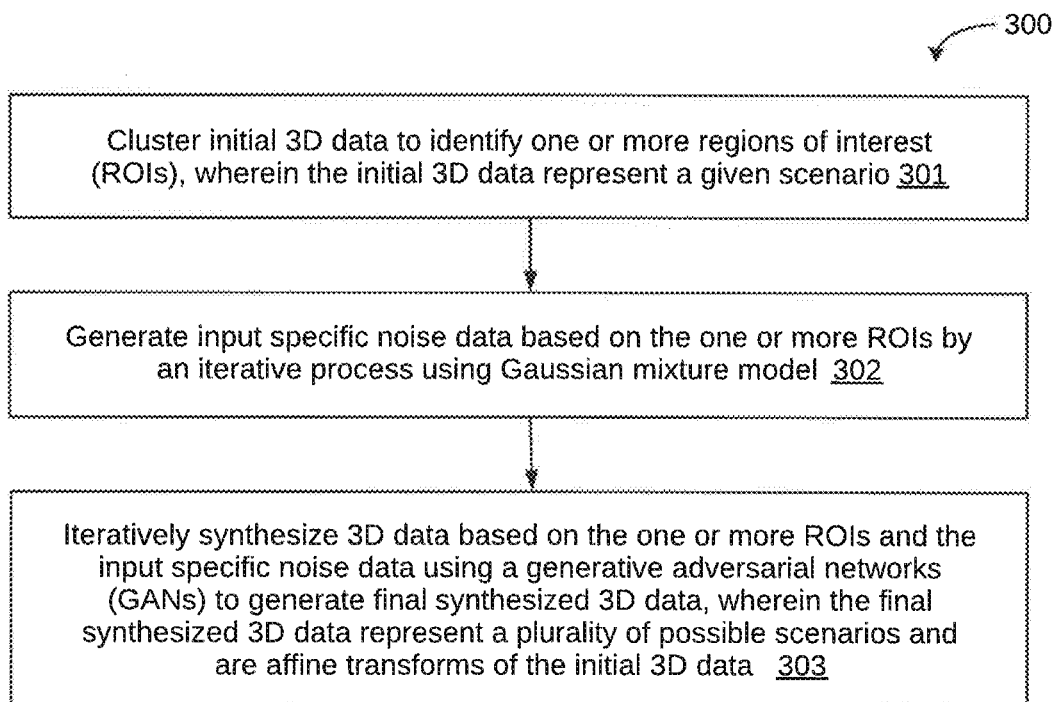 300
Cluster initial 3D data to identify one or more regions of interest
(ROIs), wherein the initial 3D data represent a given scenario 301
Generate input specific noise data based on the one or more ROIs by
an iterative process using Gaussian mixture model 302
Iteratively synthesize 3D data based on the one or more ROIs and the
input specific noise data using a generative adversarial networks
(GANs) to generate final synthesized 3D data, wherein the final
synthesized 3D data represent a plurality of possible scenarios and
are affine transforms of the initial 3D data 303